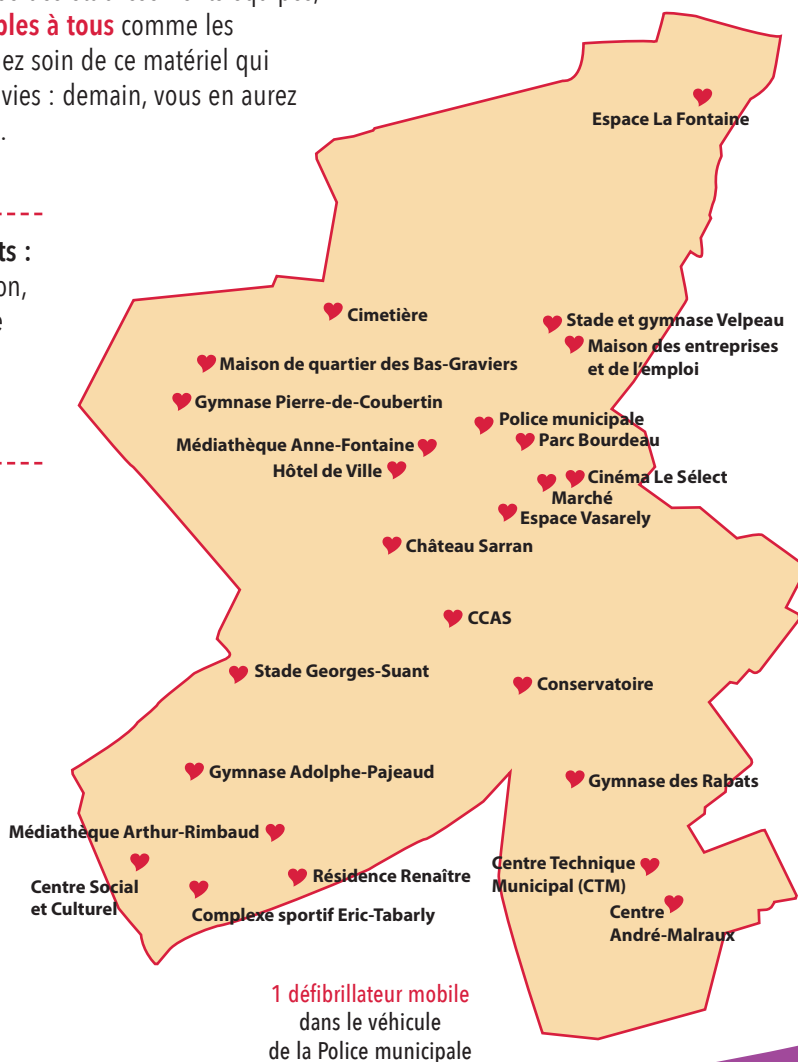 bles à tous comme les
ez soin de ce matériel qui
vies : demain, vous en aurez
.
ts :
on,
e
Espace La Fontaine
Cimetière
Stade et gymnase Velpeau
Maison des entreprises
et de l'emploi
Maison de quartier des Bas-Graviers
Gymnase Pierre-de-Coubertin
Police municipale
Parc Bourdeau
Médiathèque Anne-Fontaine
Hôtel de Ville
Cinéma Le Sélect
Marché
Espace Vasarely
Château Sarran
CCAS
Stade Georges-Suant
Conservatoire
Gymnase Adolphe-Pajeaud
Gymnase des Rabats
Médiathèque Arthur-Rimbaud
Centre Social
et Culturel
Résidence Renaître
Complexe sportif Eric-Tabarly
Centre Technique
Municipal (CTM)
Centre
André-Malraux
1 défibrillateur mobile
dans le véhicule
de la Police municipale